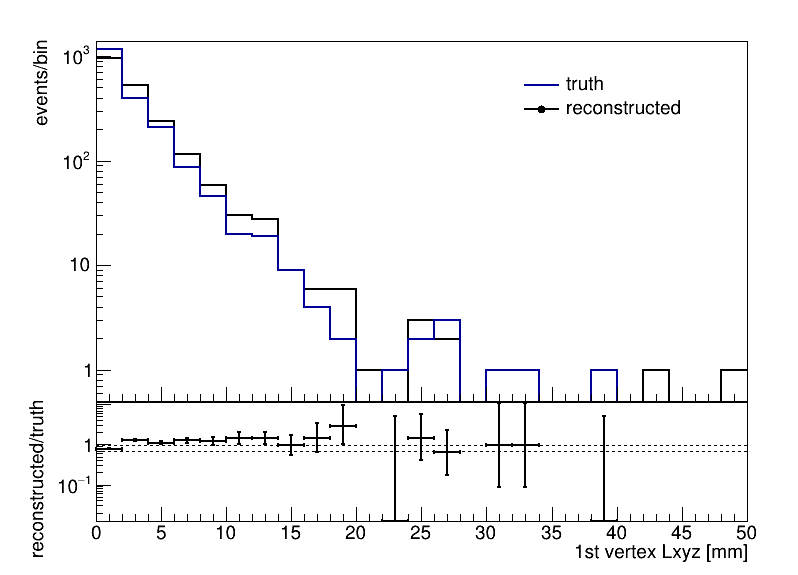 events/bin
10³
10²
10
1
truth
reconstructed
reconstructed/truth
1
10⁻¹
0 5 10 15 20 25 30 35 40 45 50
1st vertex Lxyz [mm]